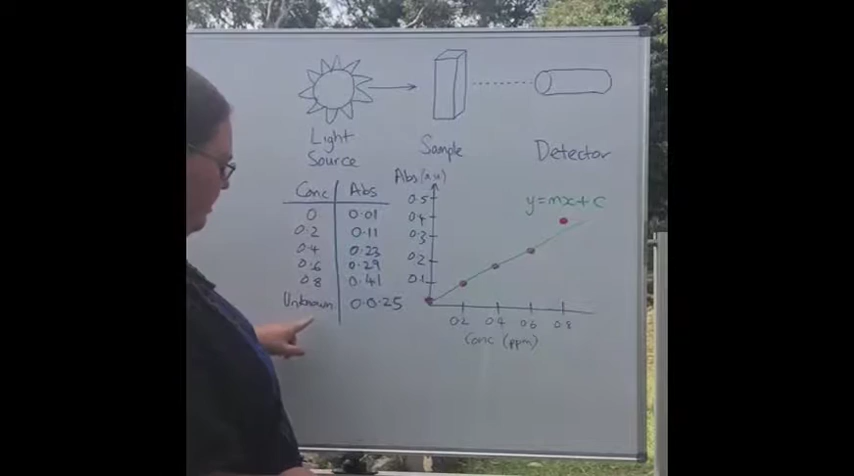 Light
Source
Sample
Detector
Conc Abs
0 0.01
0.2 0.11
0.4 0.23
0.6 0.29
0.8 0.41
Unknown 0.0.25
Abs (a.u)
0.5
0.4
0.3
0.2
0.1
y=mx+c
0.2 0.4 0.6 0.8
Conc (ppm)